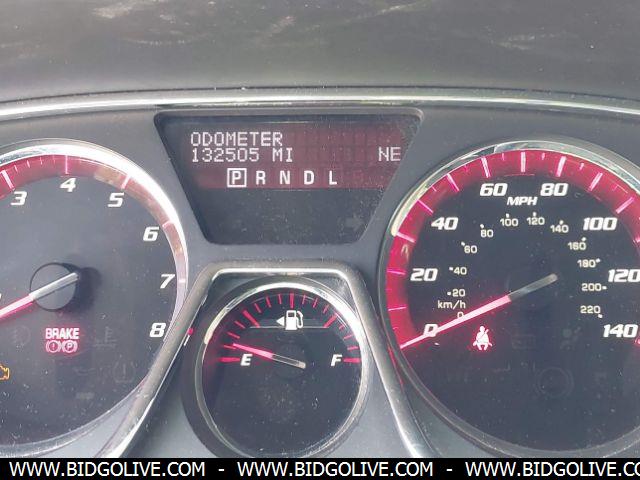 ODOMETER
132505 MI NE
P R N D L
3 4 5 6 7 8
BRAKE
P
E F
0 20 40 60 80 100 120 140
MPH
0 20 40 60 80 100 120 140 160 180 200 220
km/h
WWW.BIDGOLIVE.COM - WWW.BIDGOLIVE.COM - WWW.BIDGOLIVE.COM